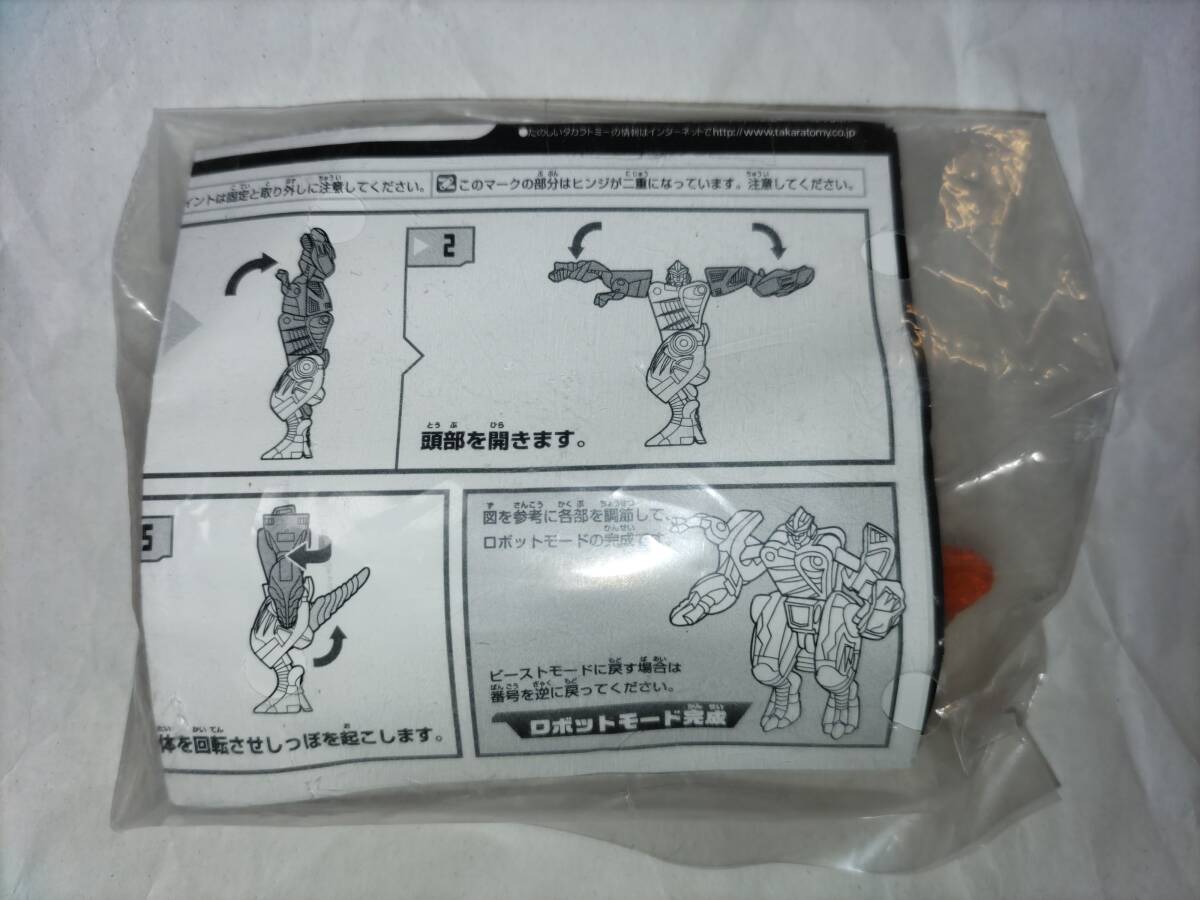 ●たのしいタカラトミーの情報はインターネットでhttp://www.takaratomy.co.jp
イントは固定と取り外しに注意してください。
このマークの部分はヒンジが二重になっています。注意してください。
2
頭部を開きます。
5
体を回転させしっぽを起こします。
図を参考に各部を調節して、
ロボットモードの完成です。
ビーストモードに戻す場合は
番号を逆に戻ってください。
ロボットモード完成